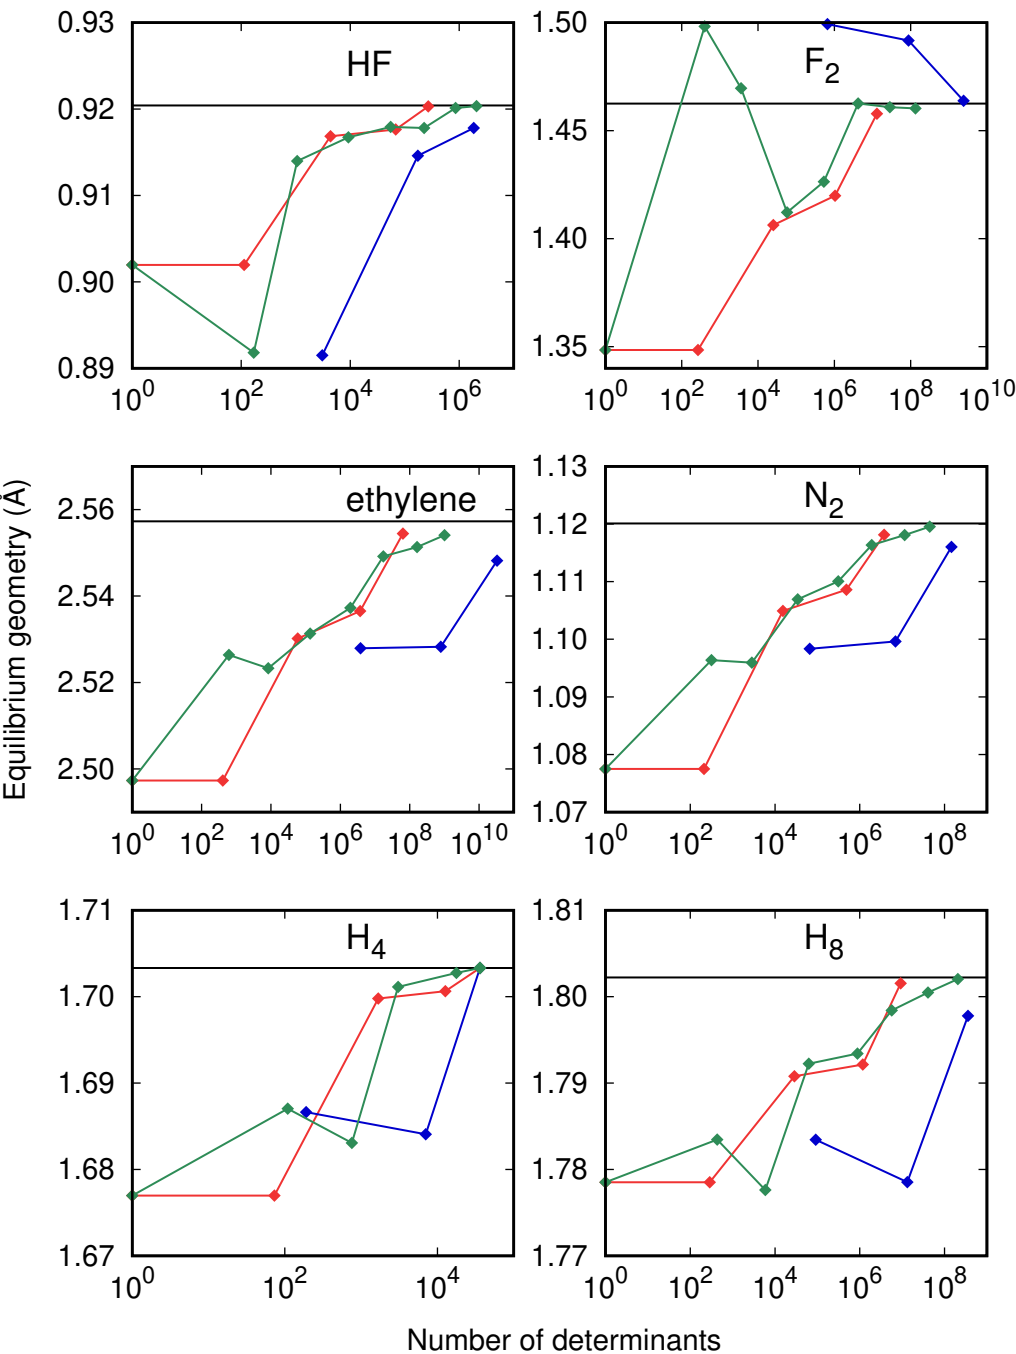 HF
0.93
0.92
0.91
0.90
0.89
10^0 10^2 10^4 10^6
F_2
1.50
1.45
1.40
1.35
10^0 10^2 10^4 10^6 10^8 10^10
Equilibrium geometry (Å)
ethylene
2.56
2.54
2.52
2.50
10^0 10^2 10^4 10^6 10^8 10^10
N_2
1.13
1.12
1.11
1.10
1.09
1.08
1.07
10^0 10^2 10^4 10^6 10^8
H_4
1.71
1.70
1.69
1.68
1.67
10^0 10^2 10^4
H_8
1.81
1.80
1.79
1.78
1.77
10^0 10^2 10^4 10^6 10^8
Number of determinants